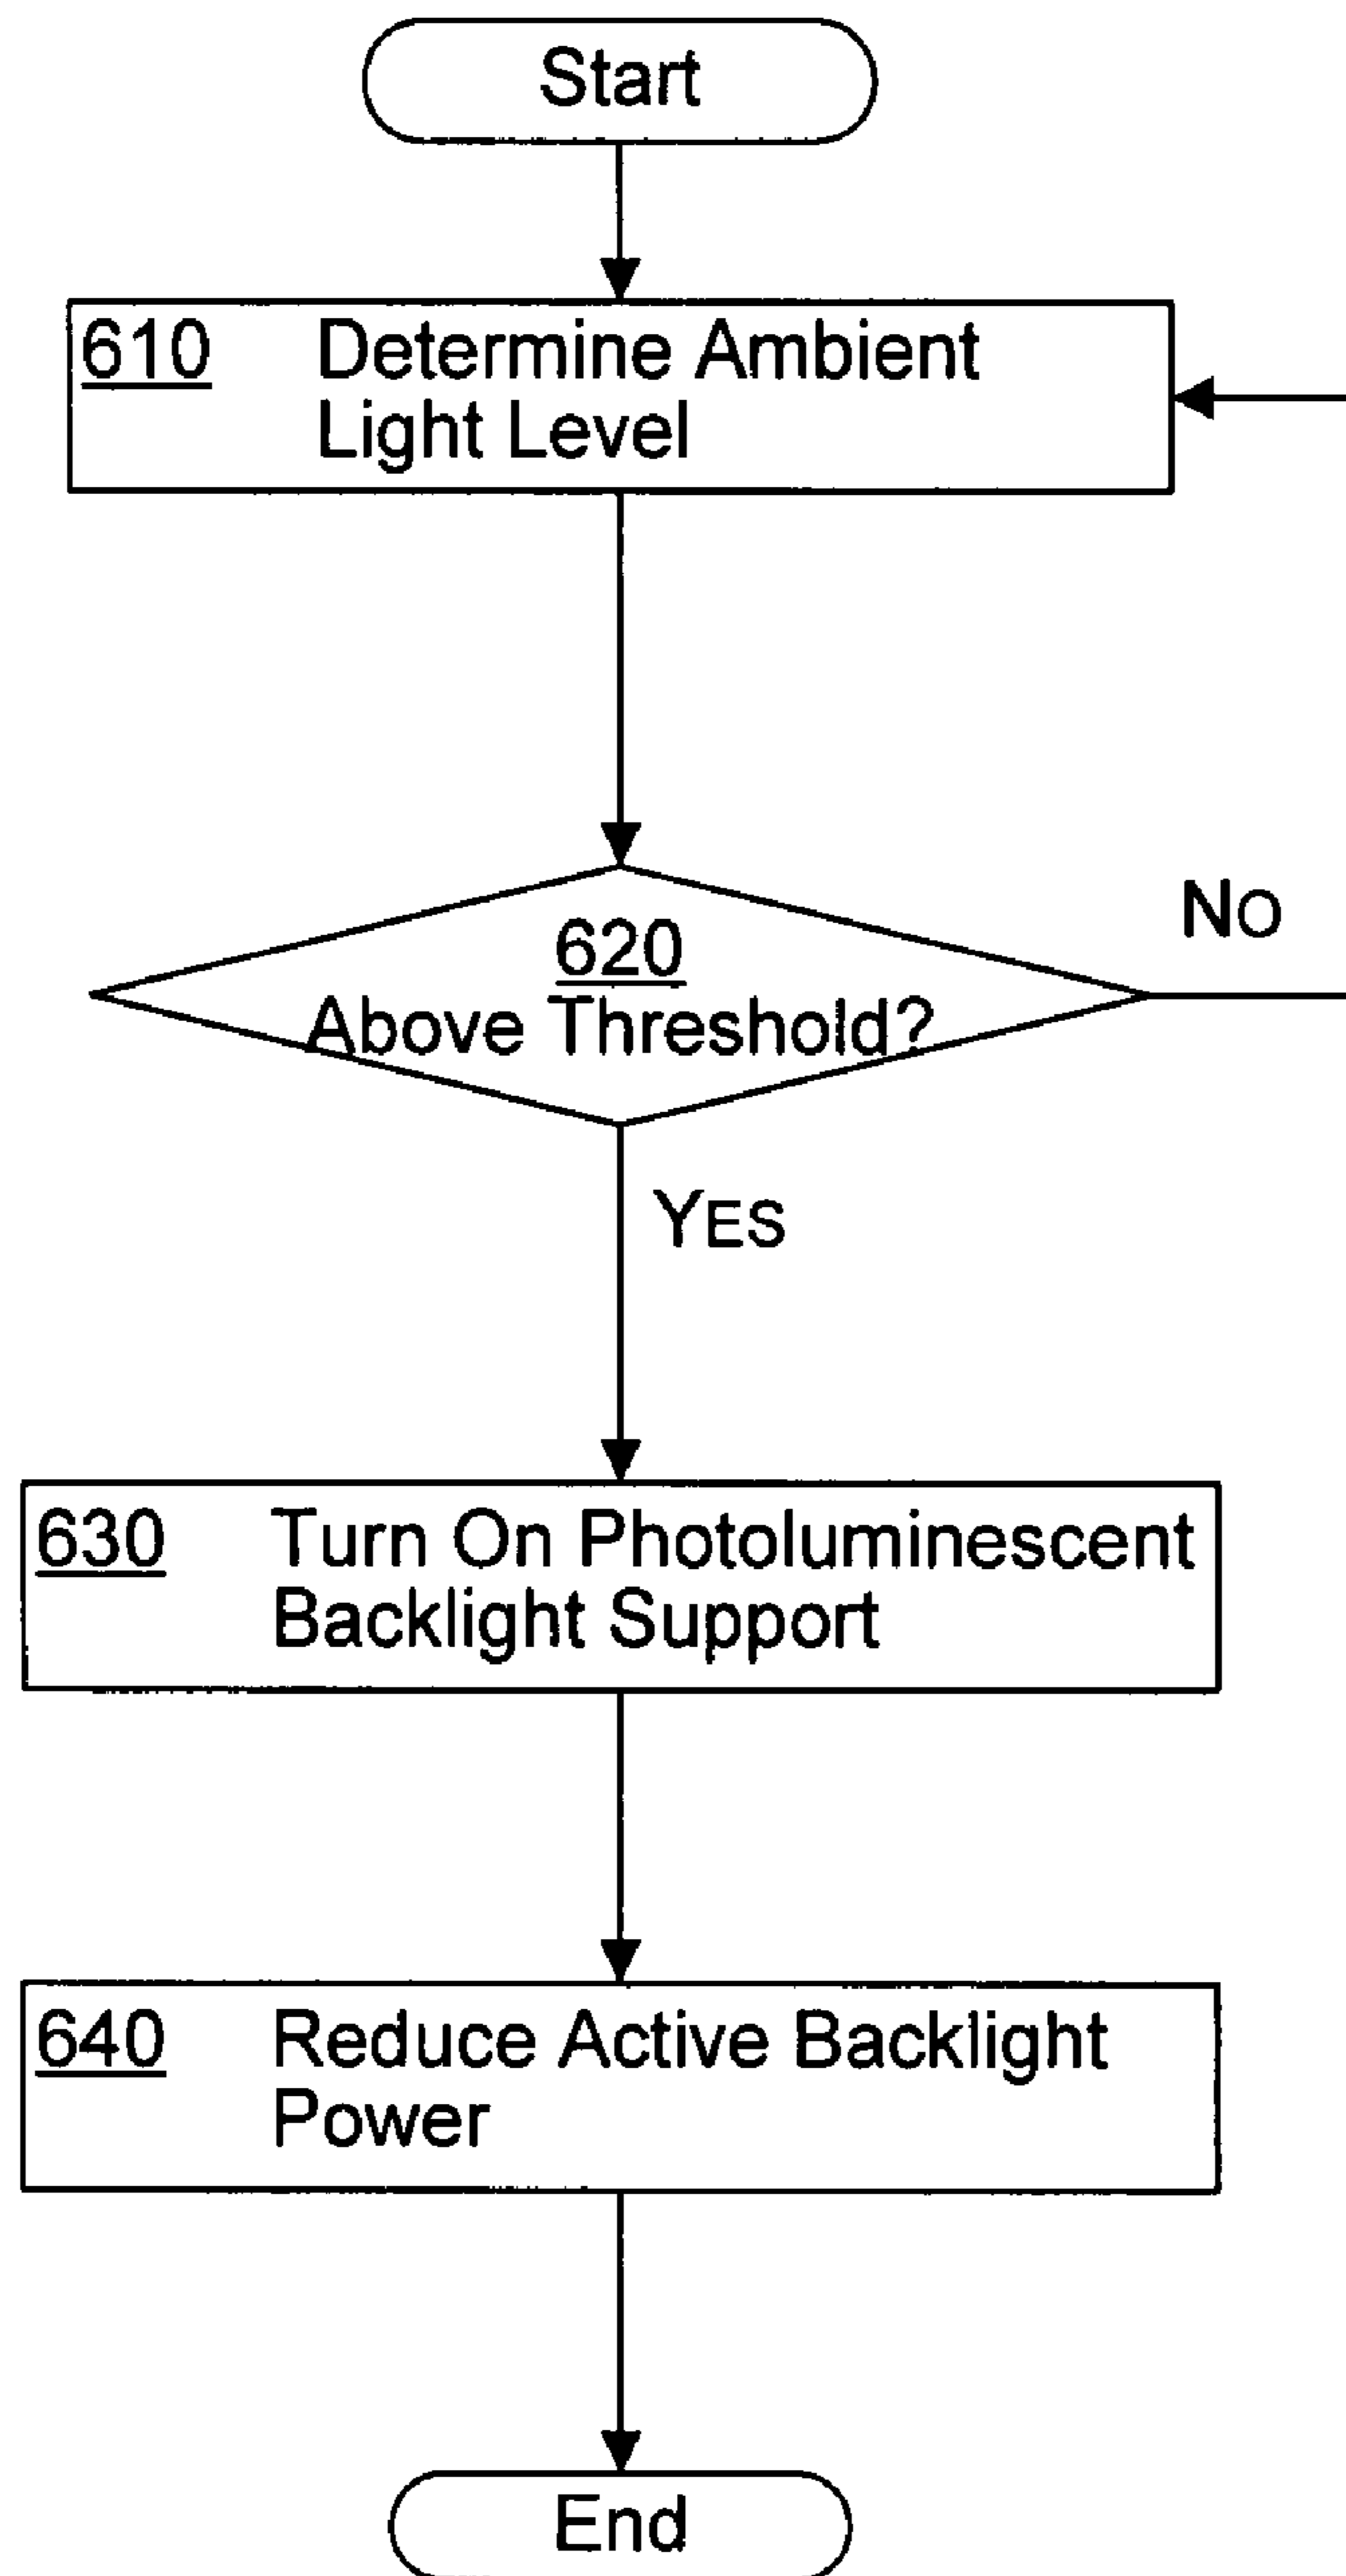 Start
610 Determine Ambient
Light Level
620
Above Threshold?
No
YES
630 Turn On Photoluminescent
Backlight Support
640 Reduce Active Backlight
Power
End